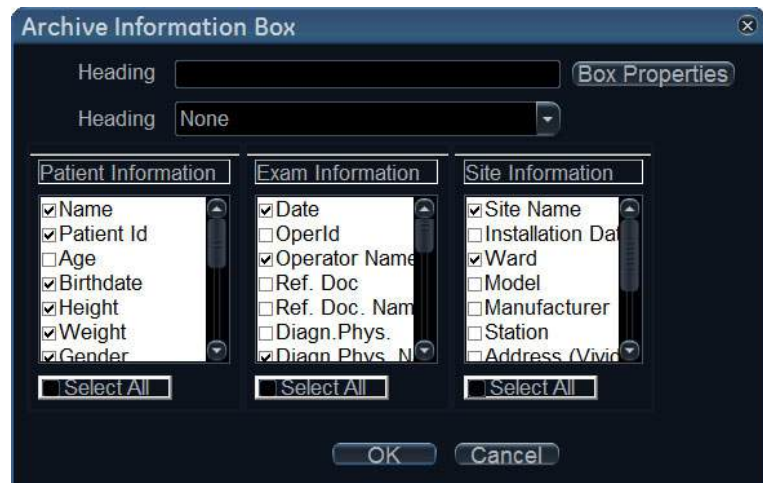 Archive Information Box
Heading
Box Properties
Heading None
Patient Information
Name
Patient Id
Age
Birthdate
Height
Weight
Gender
Select All
Exam Information
Date
OperId
Operator Name
Ref. Doc
Ref. Doc. Nam
Diagn.Phys.
Diagn Phys. N
Select All
Site Information
Site Name
Installation Dat
Ward
Model
Manufacturer
Station
Address (Vivid
Select All
OK Cancel